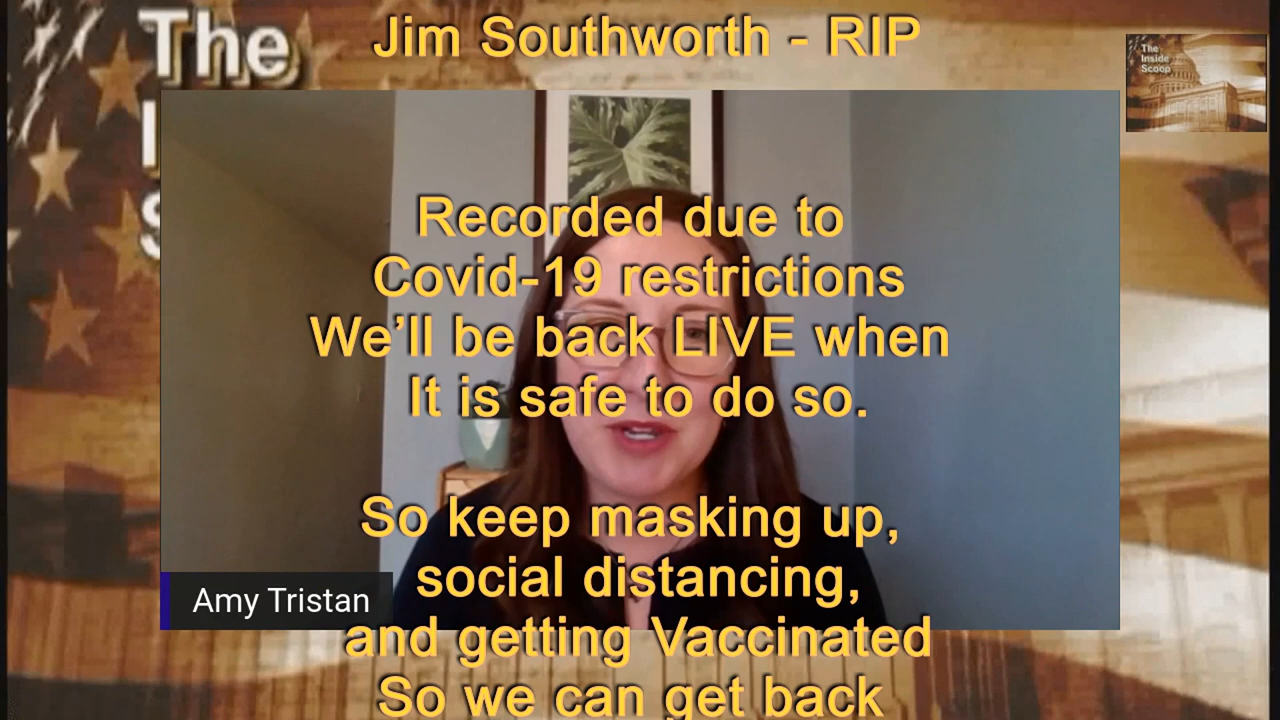 The
Jim Southworth - RIP
The
Inside
Scoop
I
S
Recorded due to
Covid-19 restrictions
We’ll be back LIVE when
It is safe to do so.
So keep masking up,
social distancing,
Amy Tristan
and getting Vaccinated
So we can get back